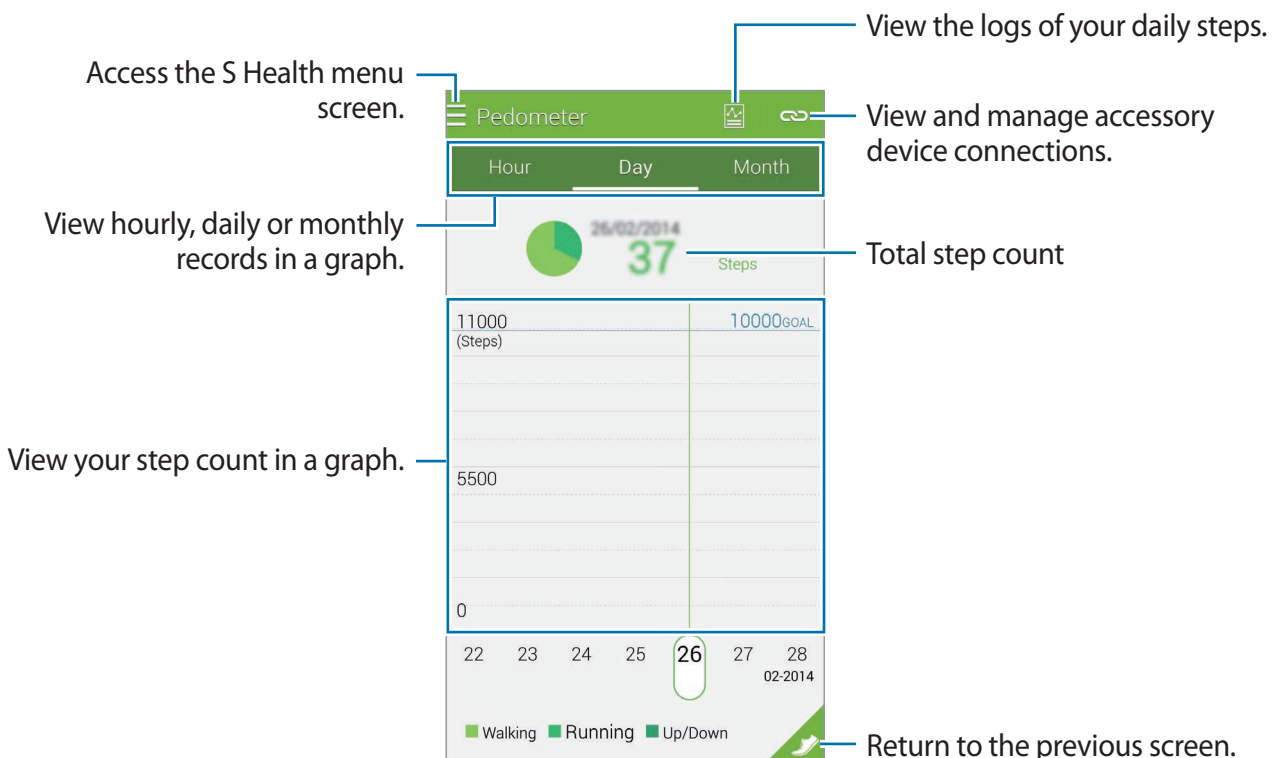 View the logs of your daily steps.
Access the S Health menu
screen.
Pedometer
View and manage accessory
device connections.
Hour Day Month
View hourly, daily or monthly
records in a graph.
26/02/2014
37 Steps
Total step count
11000 10000 GOAL
(Steps)
View your step count in a graph.
5500
0
22 23 24 25 26 27 28
02-2014
Walking Running Up/Down
Return to the previous screen.